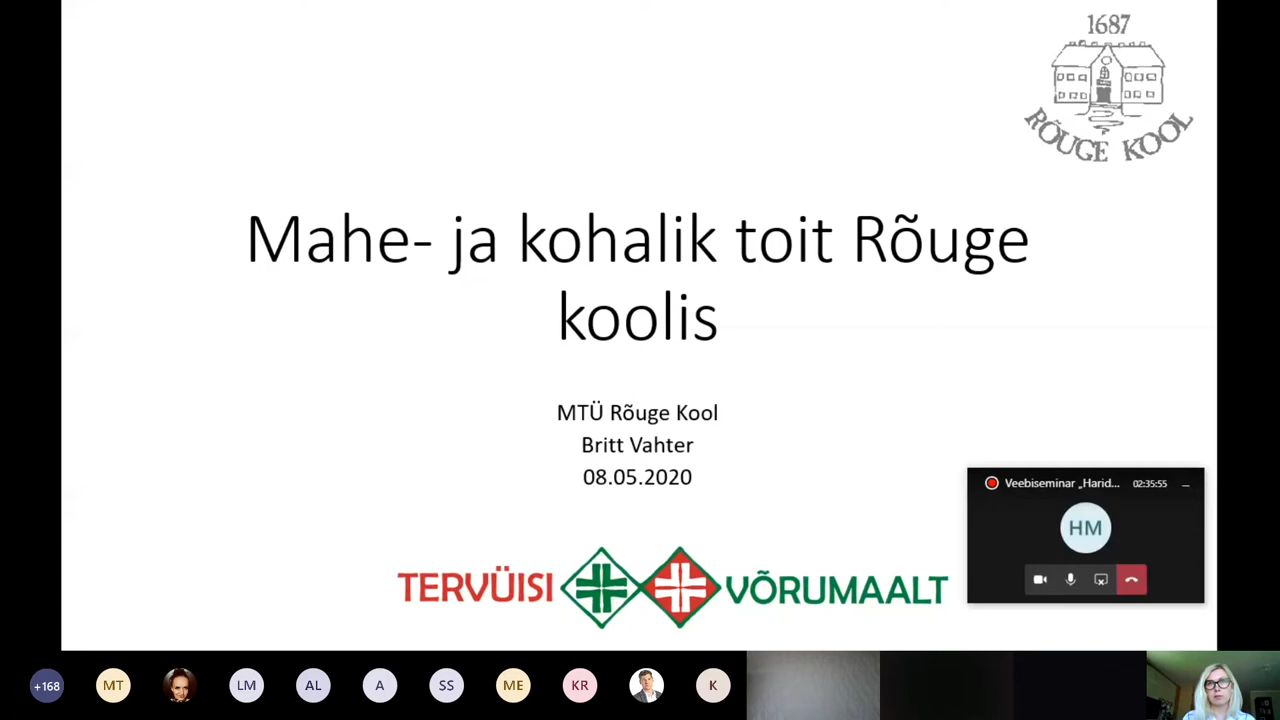 1687
RÕUGE KOOL
Mahe- ja kohalik toit Rõuge
koolis
MTÜ Rõuge Kool
Britt Vahter
08.05.2020
TERVÜISI VÕRUMAALT
Veebiseminar „Harid... 02:35:55
HM
+168 MT LM AL A SS ME KR K